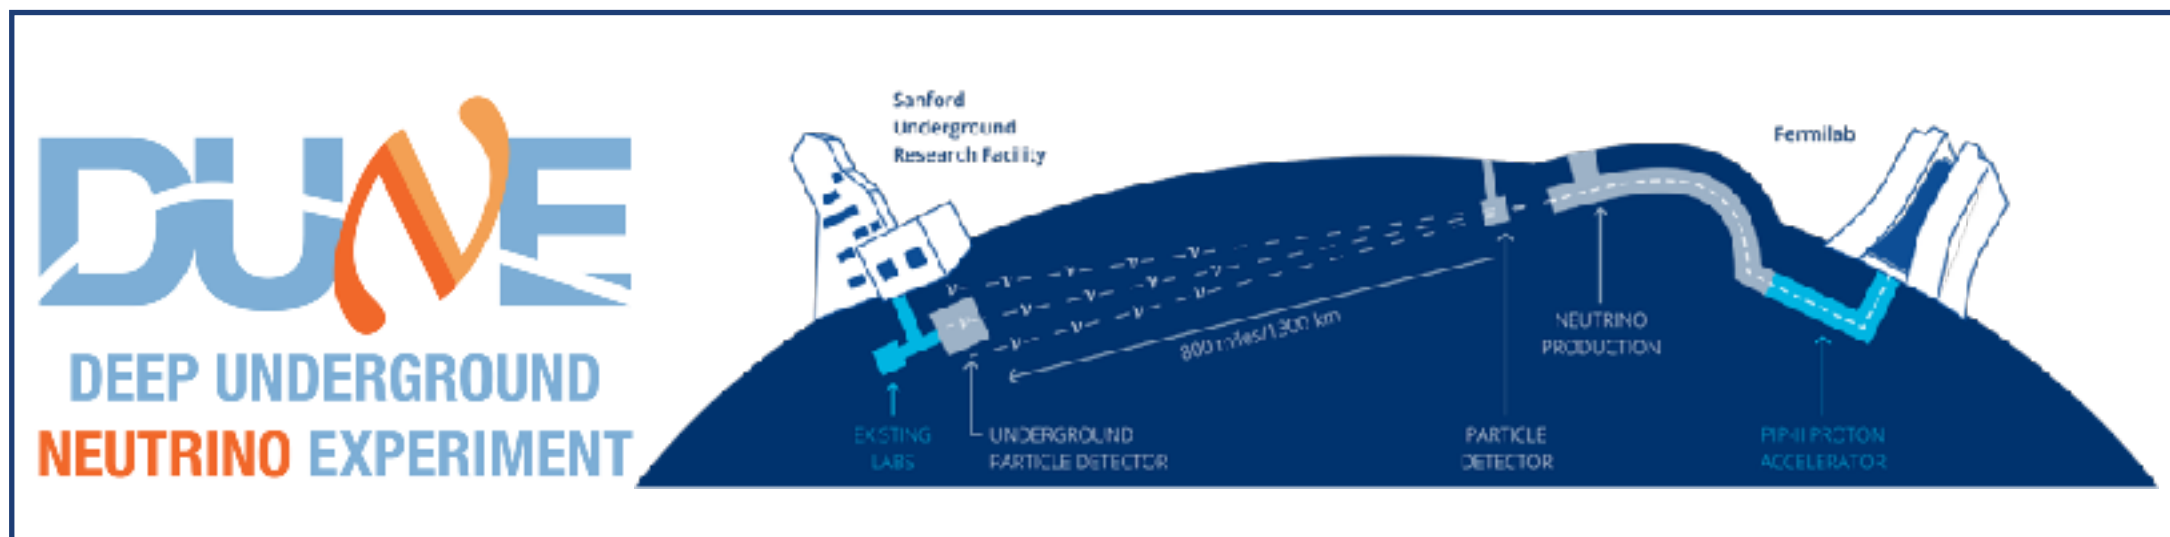 DUNE
DEEP UNDERGROUND
NEUTRINO EXPERIMENT
Sanford
Underground
Research Facility
Fermilab
800 miles/1300 km
NEUTRINO
PRODUCTION
EXISTING
LABS
UNDERGROUND
PARTICLE DETECTOR
PARTICLE
DETECTOR
PIP-II PROTON
ACCELERATOR